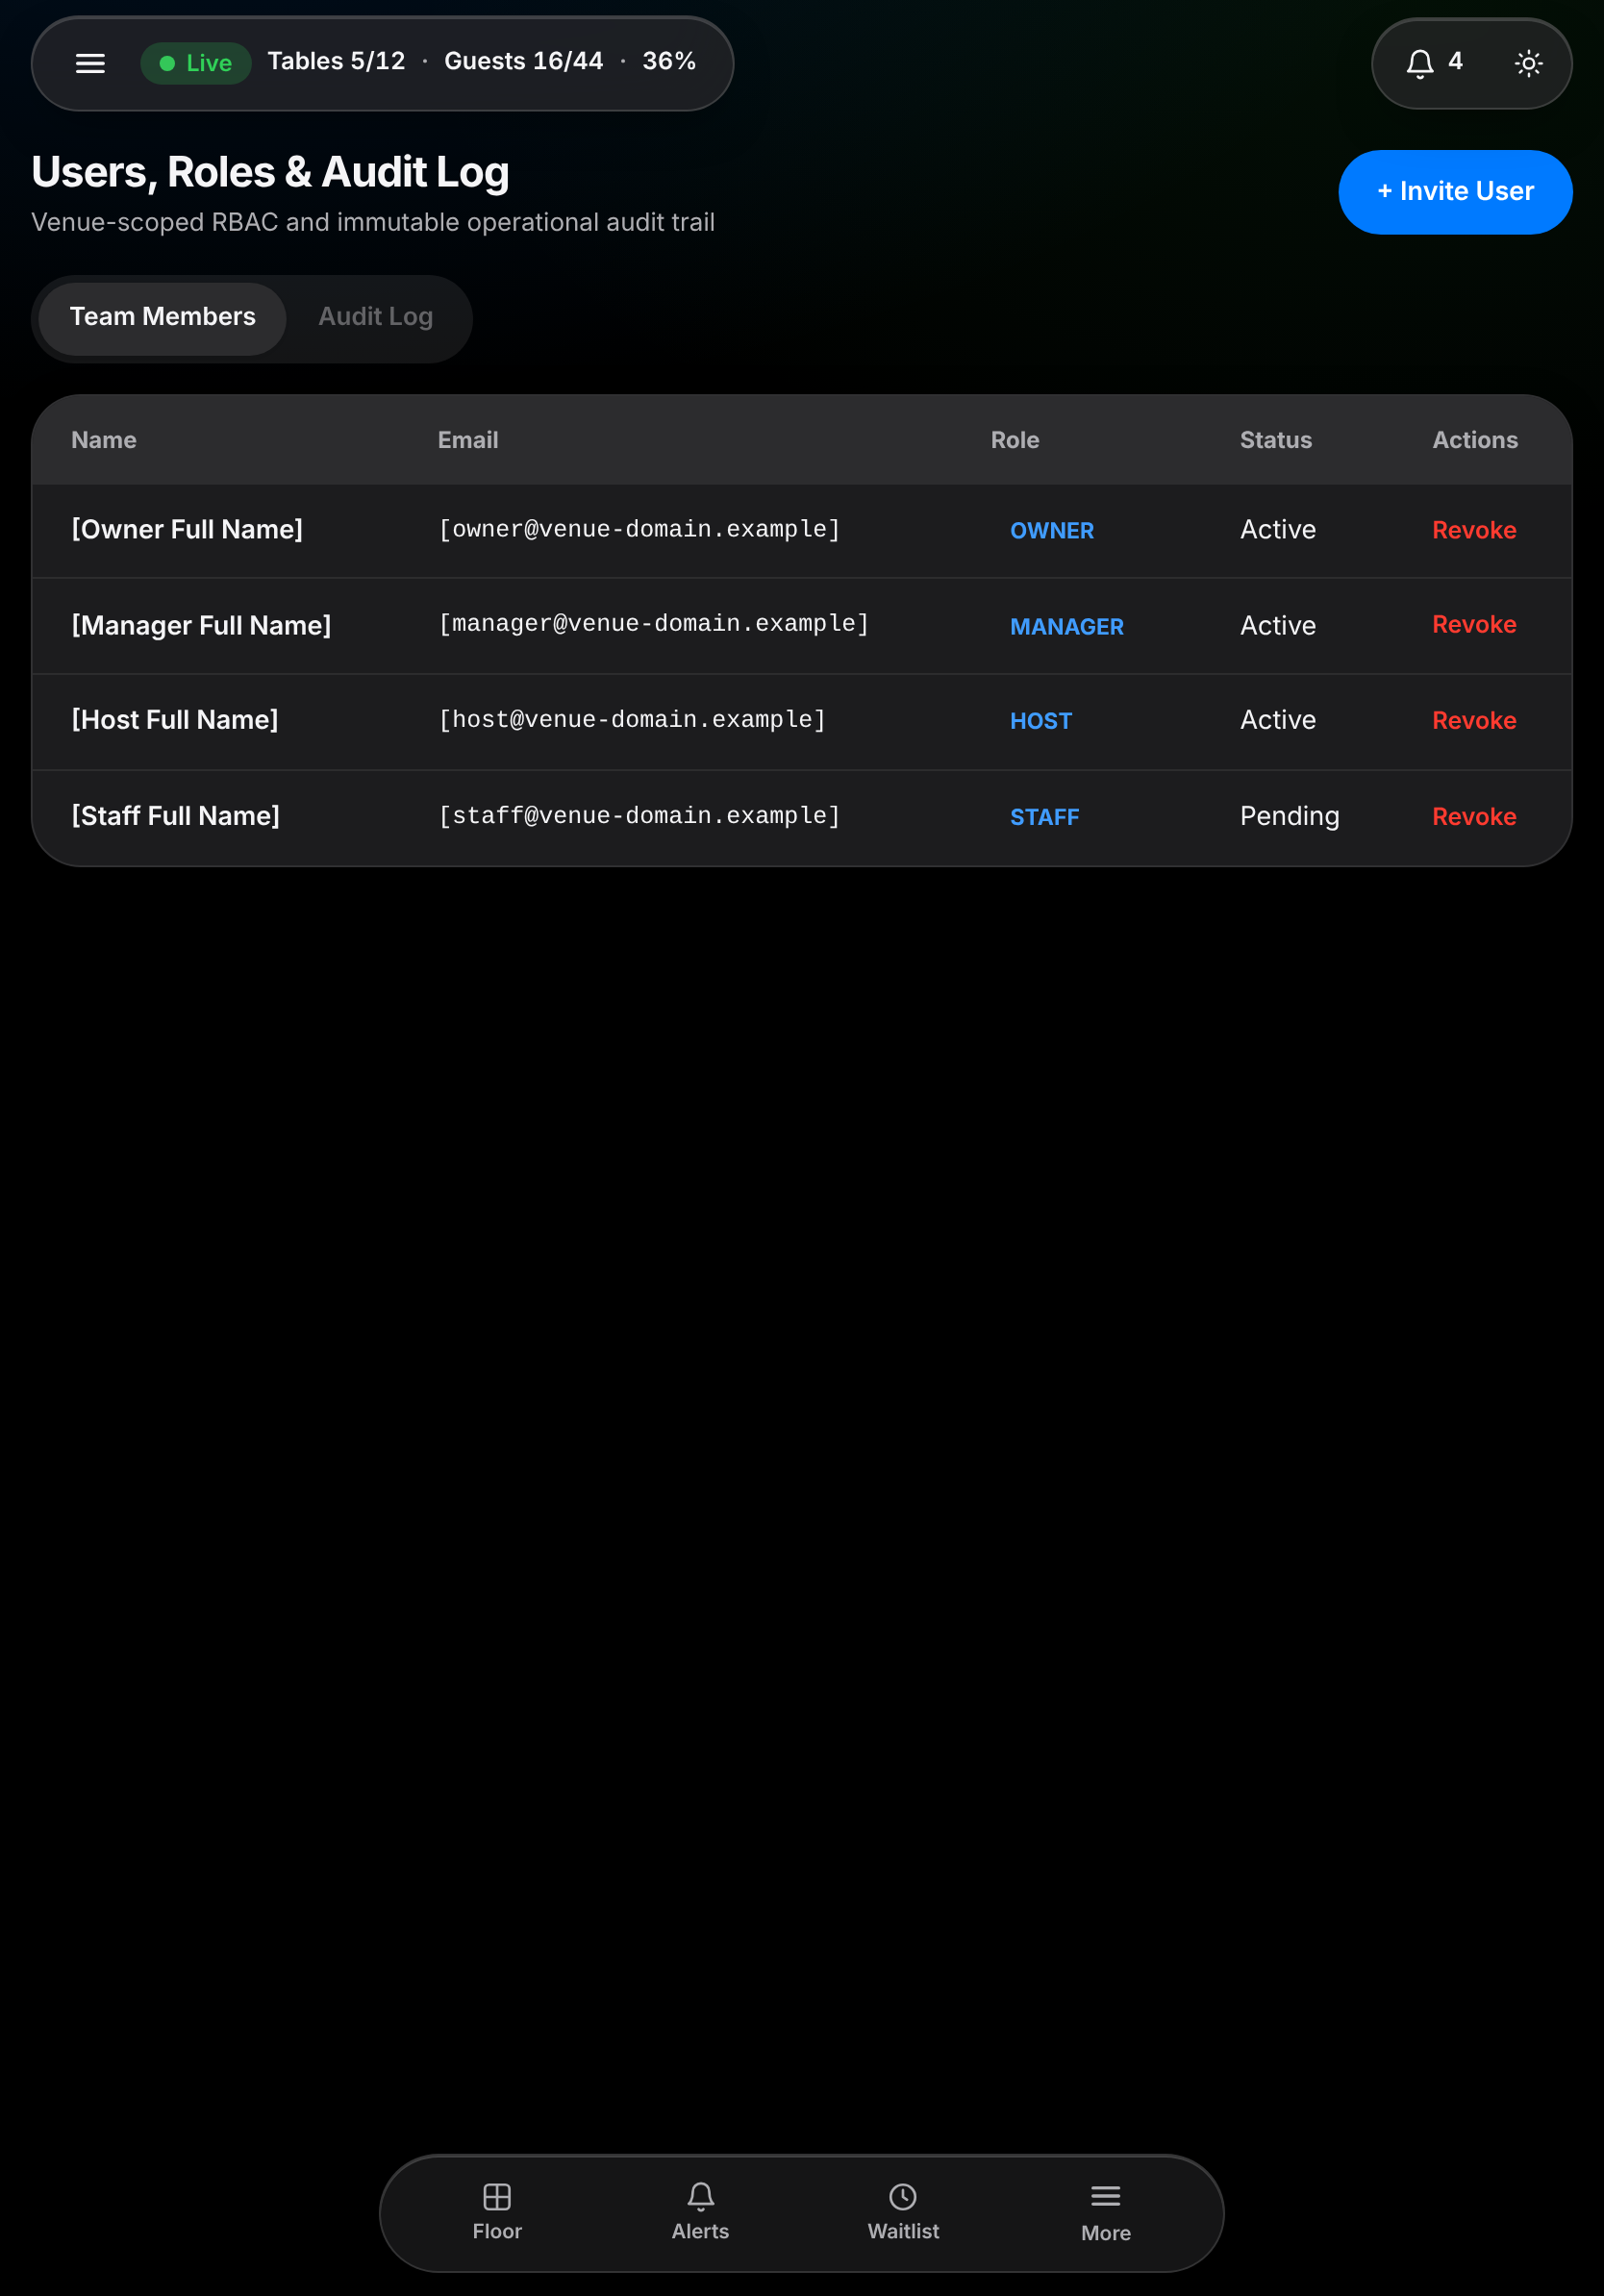 Live Tables 5/12 · Guests 16/44 · 36%
4
Users, Roles & Audit Log
+ Invite User
Venue-scoped RBAC and immutable operational audit trail
Team Members Audit Log
Name Email Role Status Actions
[Owner Full Name] [owner@venue-domain.example] OWNER Active Revoke
[Manager Full Name] [manager@venue-domain.example] MANAGER Active Revoke
[Host Full Name] [host@venue-domain.example] HOST Active Revoke
[Staff Full Name] [staff@venue-domain.example] STAFF Pending Revoke
Floor Alerts Waitlist More